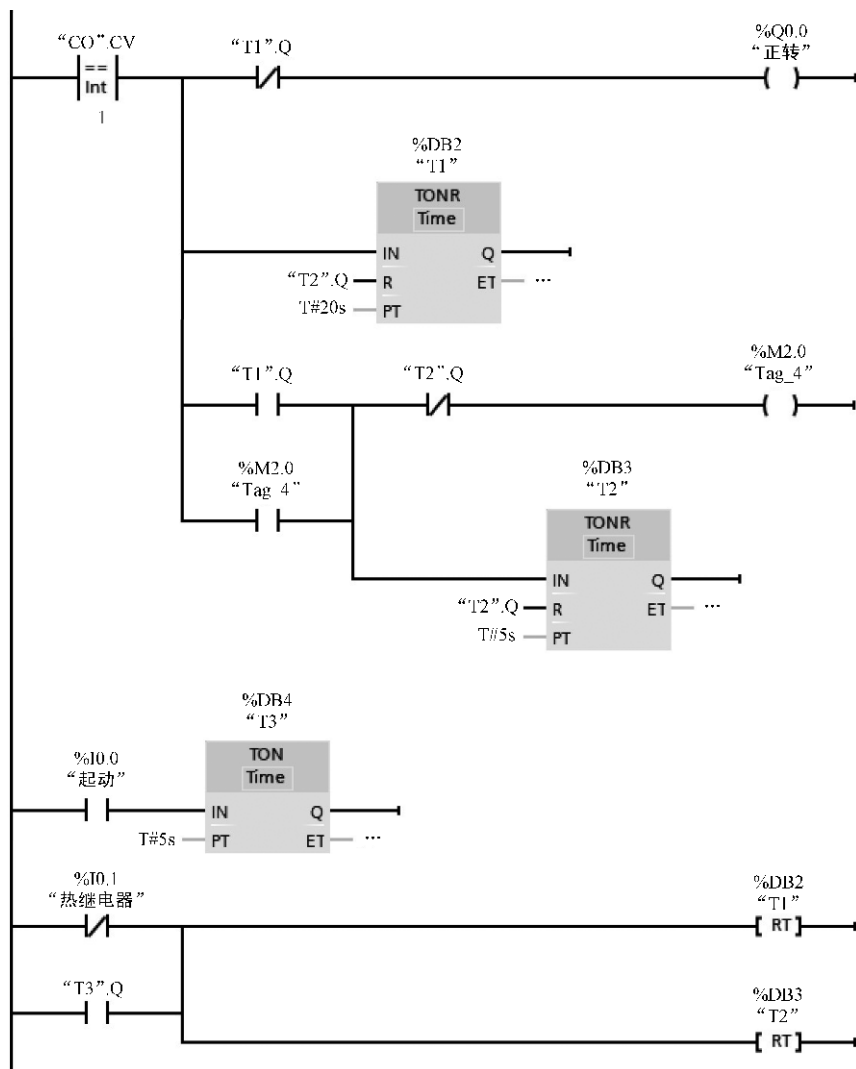 “CO”.CV
==
Int
1
“T1”.Q
%Q0.0
“正转”
%DB2
“T1”
TONR
Time
IN Q
“T2”.Q R ET ...
T#20s PT
“T1”.Q
“T2”.Q
%M2.0
“Tag_4”
%M2.0
“Tag_4”
%DB3
“T2”
TONR
Time
IN Q
“T2”.Q R ET ...
T#5s PT
%DB4
“T3”
TON
Time
%I0.0
“起动”
IN Q
T#5s PT ET ...
%I0.1
“热继电器”
%DB2
“T1”
RT
“T3”.Q
%DB3
“T2”
RT